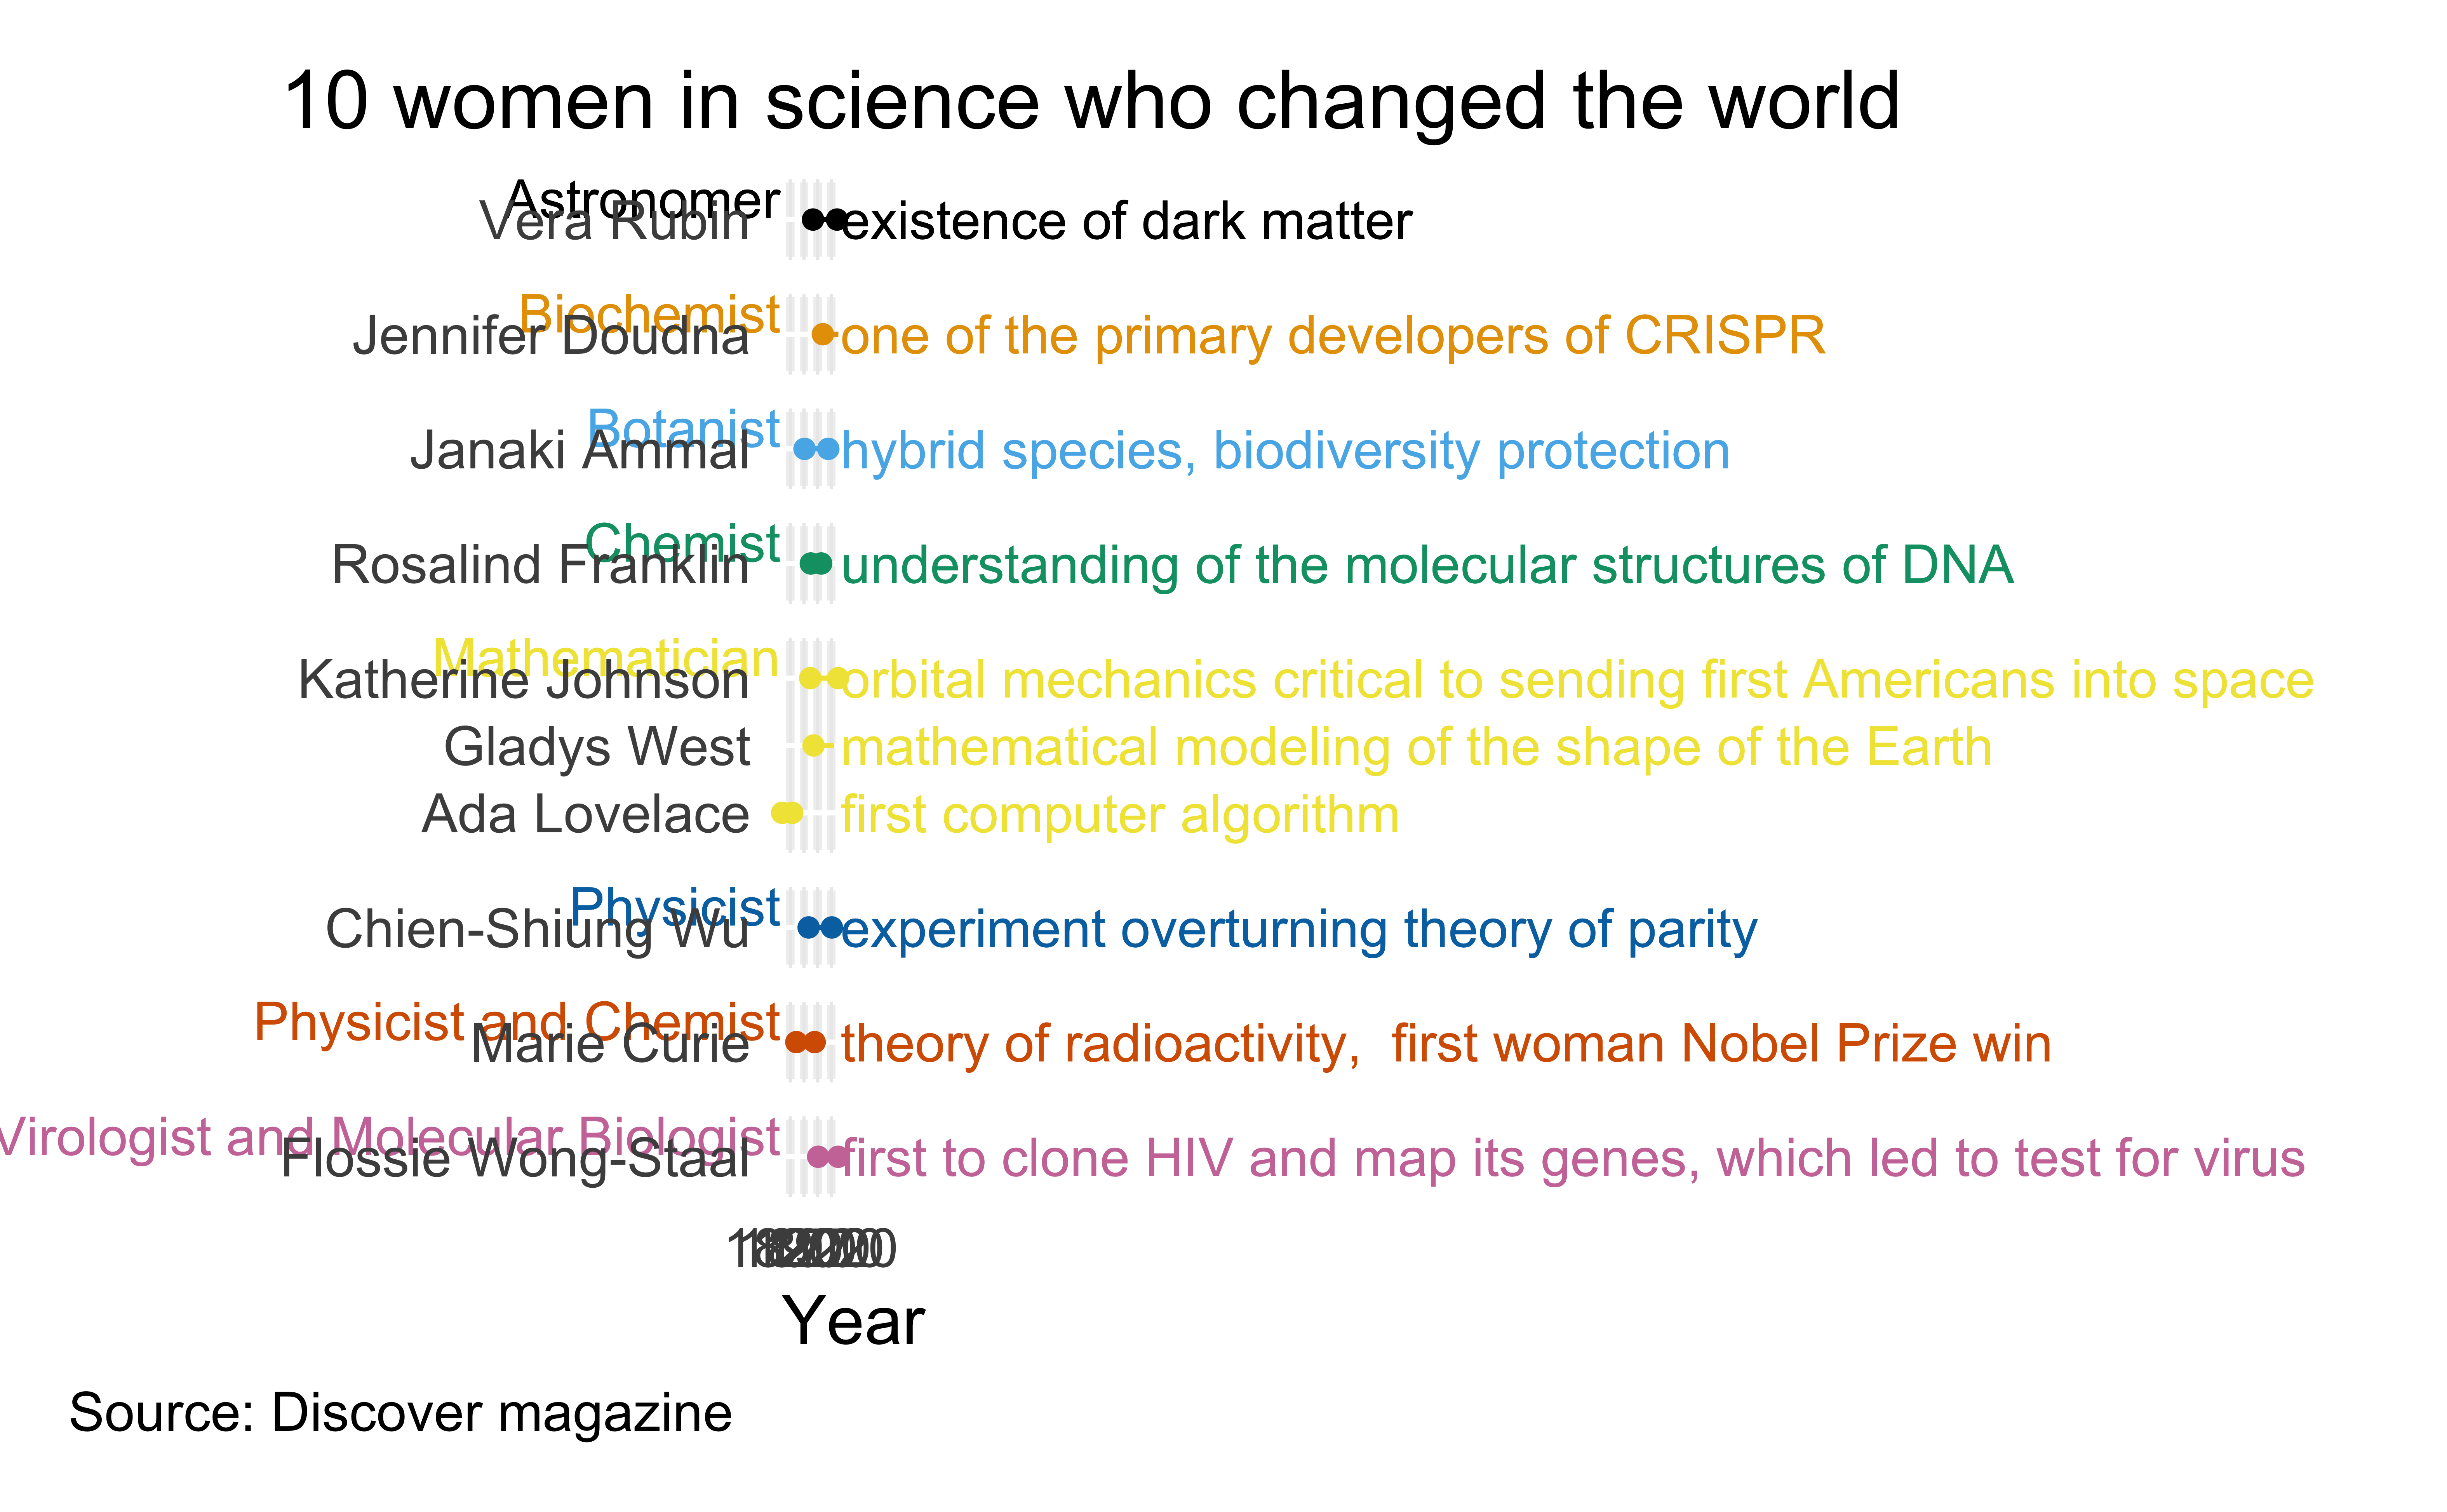 10 women in science who changed the world
Astronomer
Vera Rubin existence of dark matter
Biochemist
Jennifer Doudna one of the primary developers of CRISPR
Botanist
Janaki Ammal hybrid species, biodiversity protection
Chemist
Rosalind Franklin understanding of the molecular structures of DNA
Mathematician
Katherine Johnson orbital mechanics critical to sending first Americans into space
Gladys West mathematical modeling of the shape of the Earth
Ada Lovelace first computer algorithm
Physicist
Chien-Shiung Wu experiment overturning theory of parity
Physicist and Chemist
Marie Curie theory of radioactivity,  first woman Nobel Prize win
Virologist and Molecular Biologist
Flossie Wong-Staal first to clone HIV and map its genes, which led to test for virus
Year
Source: Discover magazine